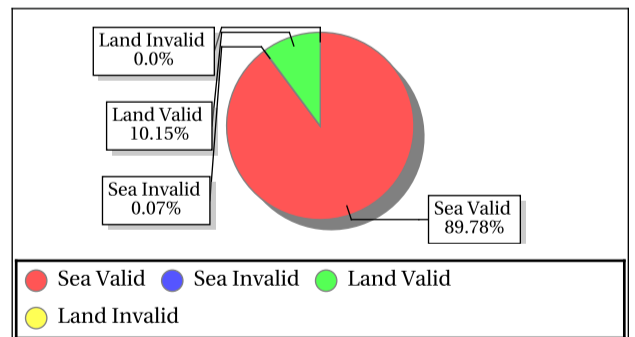 Land Invalid
0.0%
Land Valid
10.15%
Sea Invalid
0.07%
Sea Valid
89.78%
Sea Valid Sea Invalid Land Valid
Land Invalid